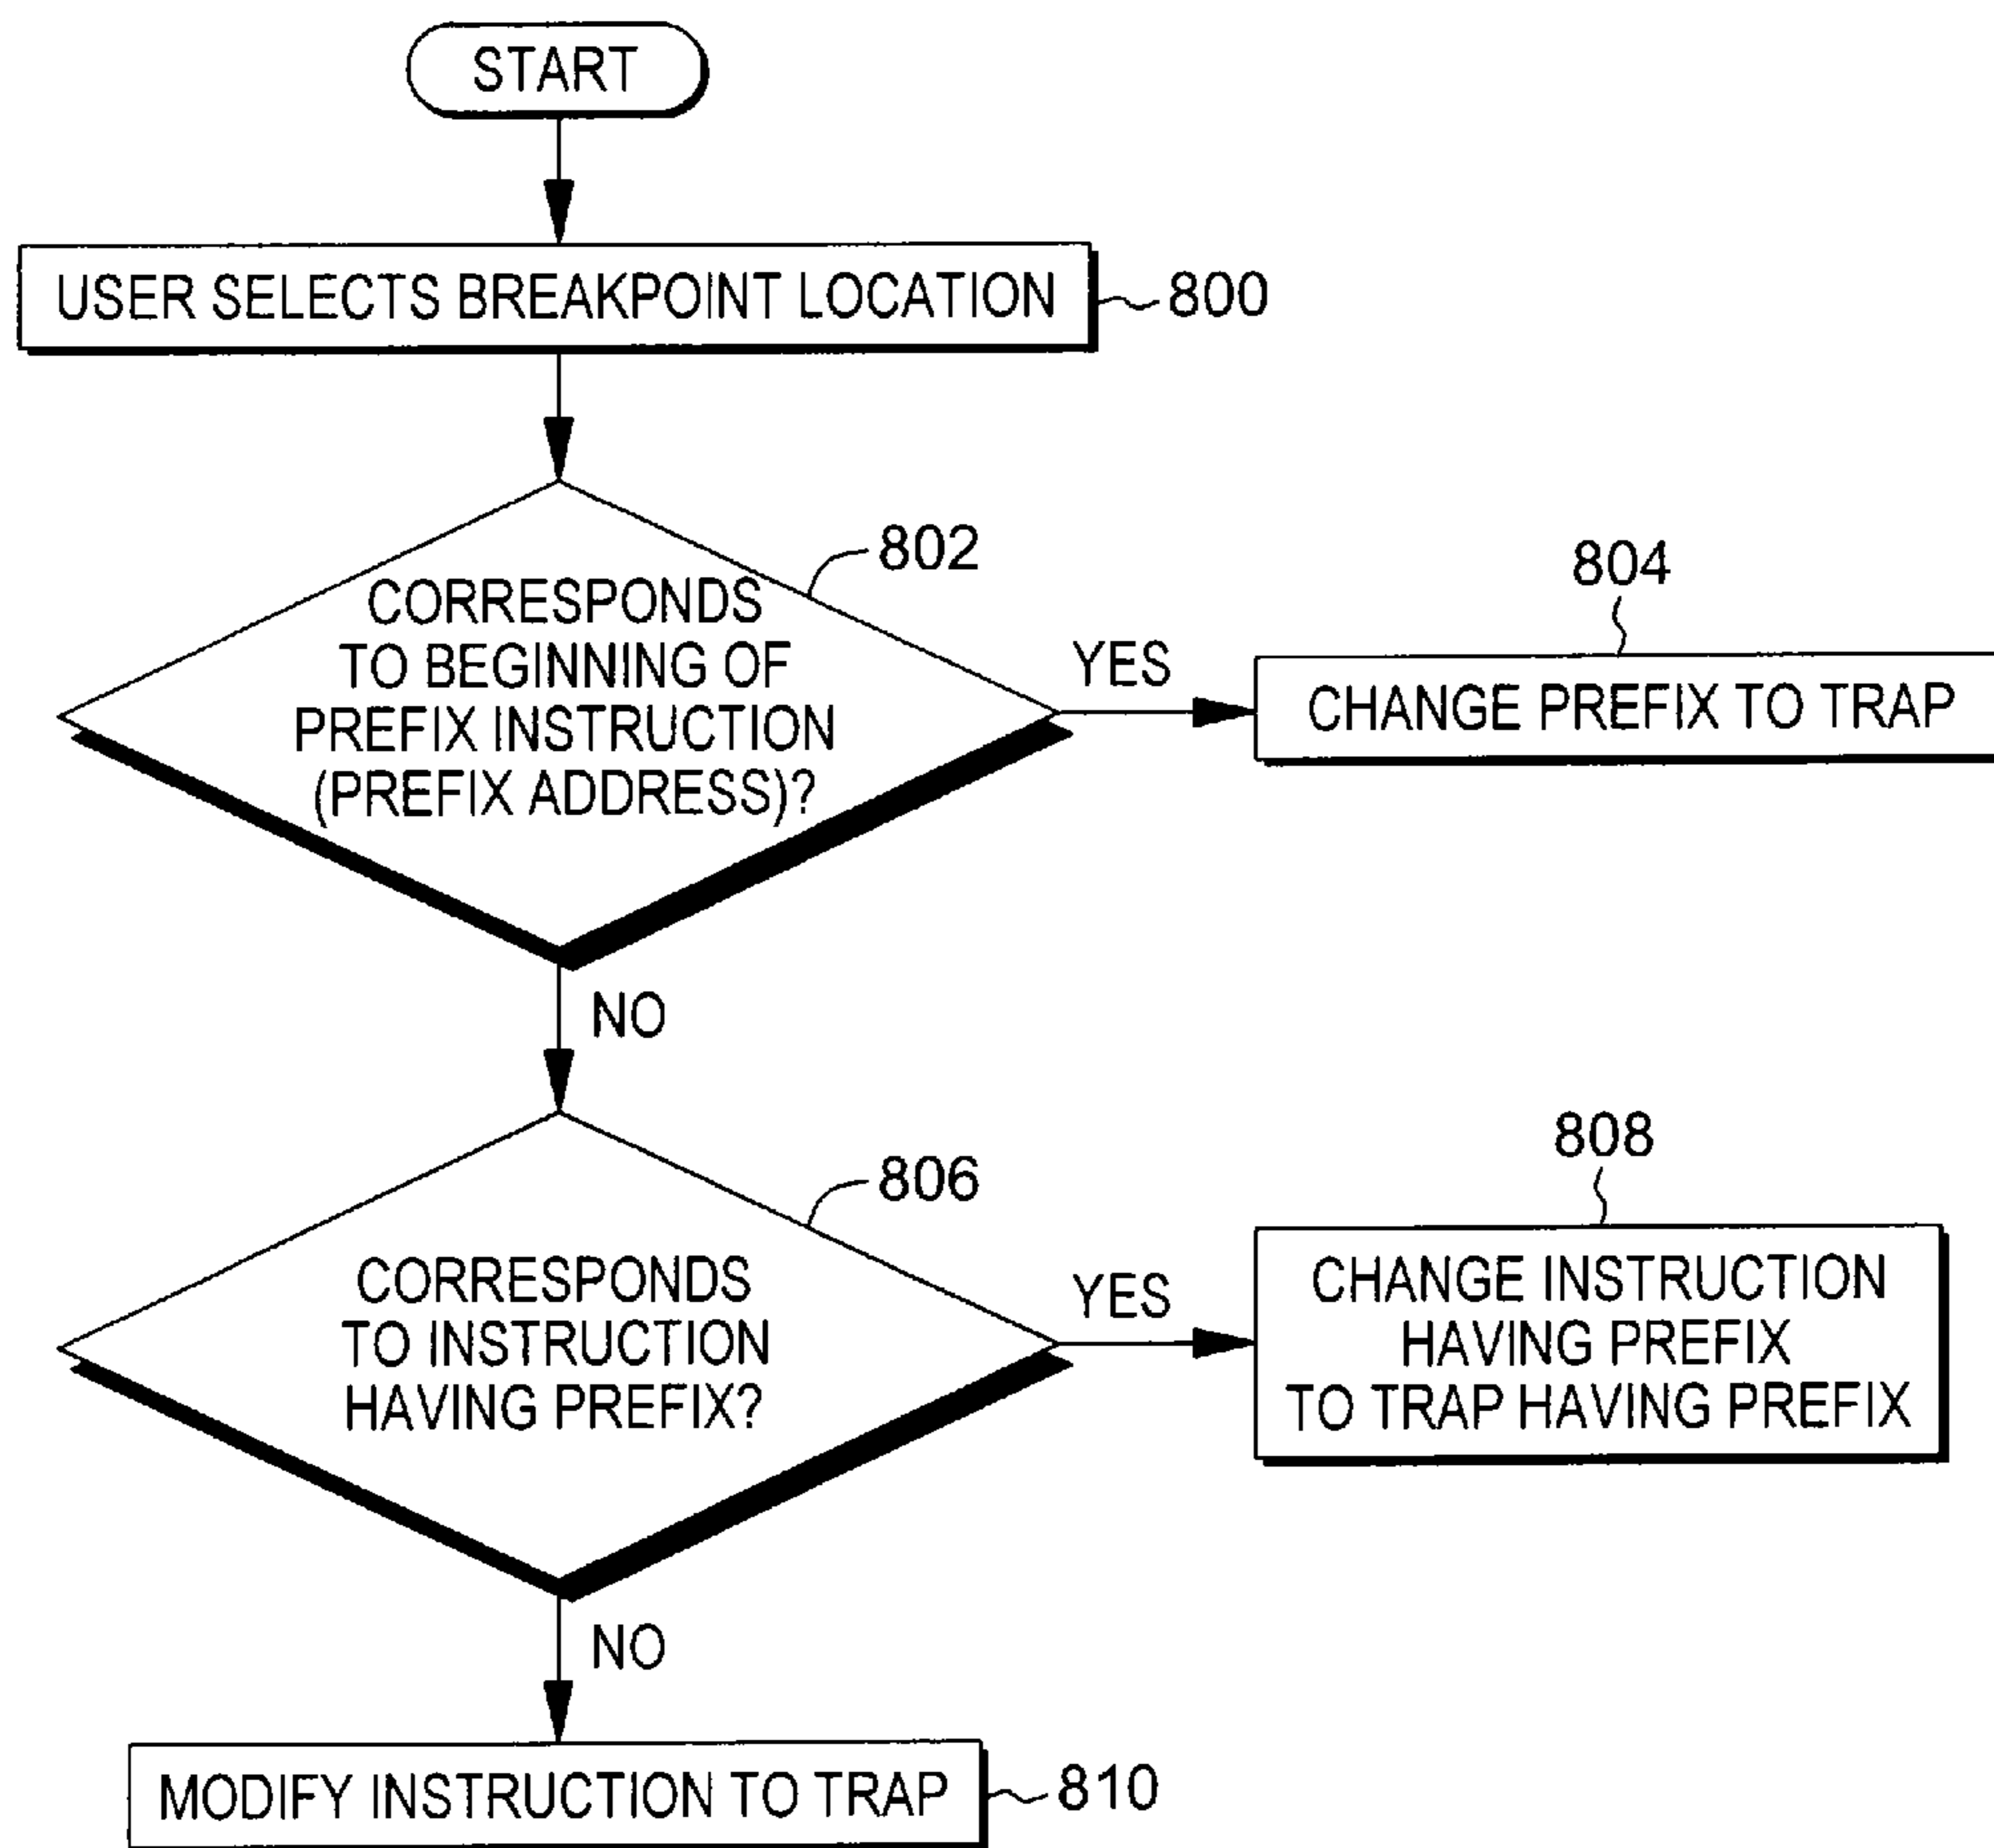 START
USER SELECTS BREAKPOINT LOCATION
800
802
CORRESPONDS
TO BEGINNING OF
PREFIX INSTRUCTION
(PREFIX ADDRESS)?
YES
804
CHANGE PREFIX TO TRAP
NO
806
CORRESPONDS
TO INSTRUCTION
HAVING PREFIX?
YES
808
CHANGE INSTRUCTION
HAVING PREFIX
TO TRAP HAVING PREFIX
NO
MODIFY INSTRUCTION TO TRAP
810